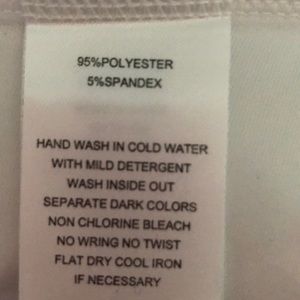 95%POLYESTER
5%SPANDEX
HAND WASH IN COLD WATER
WITH MILD DETERGENT
WASH INSIDE OUT
SEPARATE DARK COLORS
NON CHLORINE BLEACH
NO WRING NO TWIST
FLAT DRY COOL IRON
IF NECESSARY